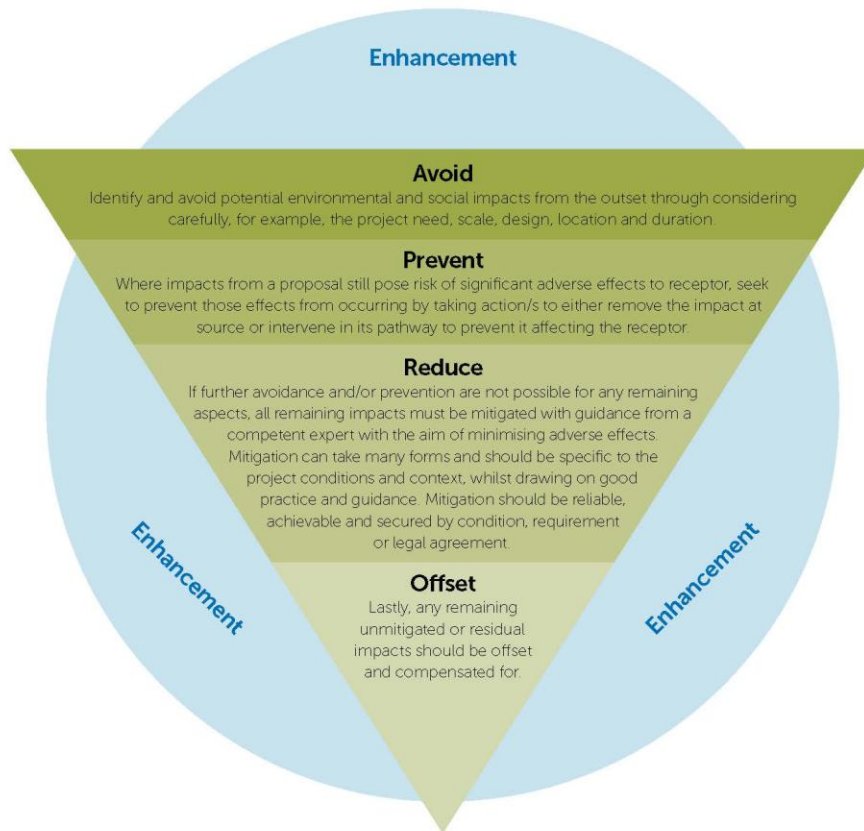 Enhancement
Avoid
Identify and avoid potential environmental and social impacts from the outset through considering
carefully, for example, the project need, scale, design, location and duration.
Prevent
Where impacts from a proposal still pose risk of significant adverse effects to receptor, seek
to prevent those effects from occurring by taking action/s to either remove the impact at
source or intervene in its pathway to prevent it affecting the receptor.
Reduce
If further avoidance and/or prevention are not possible for any remaining
aspects, all remaining impacts must be mitigated with guidance from a
competent expert with the aim of minimising adverse effects.
Mitigation can take many forms and should be specific to the
project conditions and context, whilst drawing on good
practice and guidance. Mitigation should be reliable,
achievable and secured by condition, requirement
or legal agreement.
Enhancement
Enhancement
Offset
Lastly, any remaining
unmitigated or residual
impacts should be offset
and compensated for.